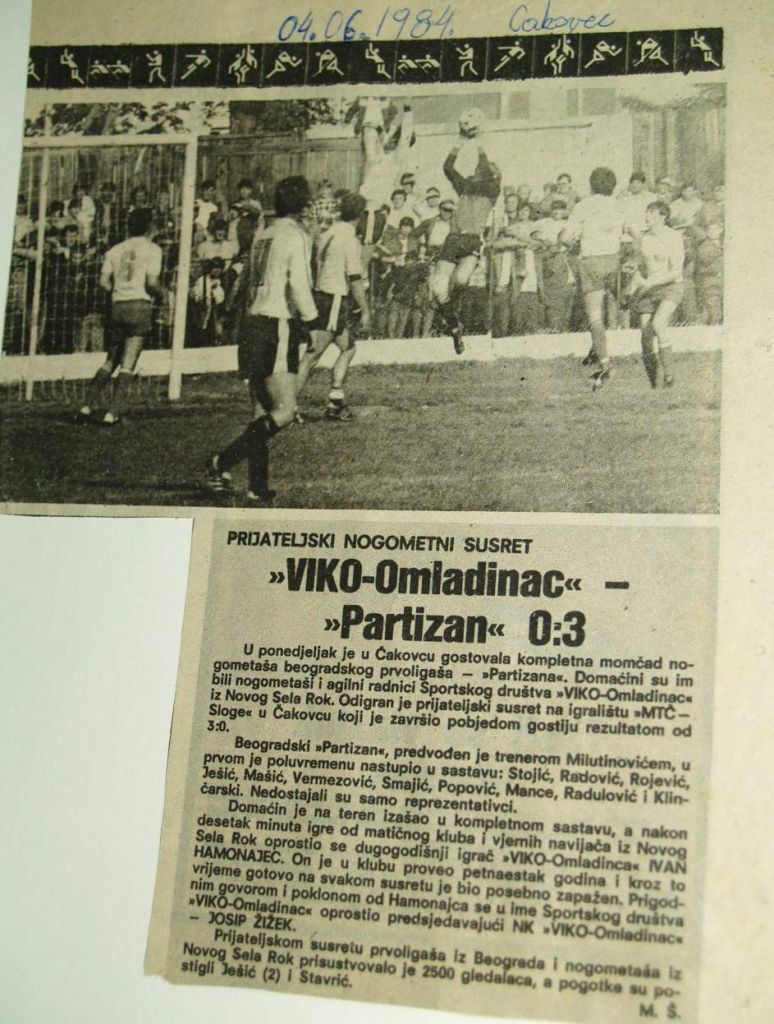 04.06.1984. Čakovec
PRIJATELJSKI NOGOMETNI SUSRET
»VIKO-Omladinac« –
»Partizan« 0:3
U ponedjeljak je u Čakovcu gostovala kompletna momčad no-
gometaša beogradskog prvoligaša — »Partizana«. Domaćini su im
bili nogometaši i agilni radnici Sportskog društva »VIKO-Omladinac«
iz Novog Sela Rok. Odigran je prijateljski susret na igralištu »MTČ—
Sloge« u Čakovcu koji je završio pobjedom gostiju rezultatom od
3:0.
Beogradski »Partizan«, predvođen je trenerom Milutinovićem, u
prvom je poluvremenu nastupio u sastavu: Stojić, Radović, Rojević,
Ješić, Mašić, Vermezović, Smajić, Popović, Mance, Radulović i Klin-
čarski. Nedostajali su samo reprezentativci.
Domaćin je na teren izašao u kompletnom sastavu, a nakon
desetak minuta igre od matičnog kluba i vjernih navijača iz Novog
Sela Rok oprostio se dugogodišnji igrač »VIKO-Omladinca« IVAN
HAMONAJEC. On je u klubu proveo petnaestak godina i kroz to
vrijeme gotovo na svakom susretu je bio posebno zapažen. Prigod-
nim govorom i poklonom od Hamonajca se u ime Sportskog društva
»VIKO-Omladinac« oprostio predsjedavajući NK »VIKO-Omladinac«
— JOSIP ŽIŽEK.
Prijateljskom susretu prvoligaša iz Beograda i nogometaša iz
Novog Sela Rok prisustvovalo je 2500 gledalaca, a pogotke su po-
stigli Ješić (2) i Stavrić.
M. Š.